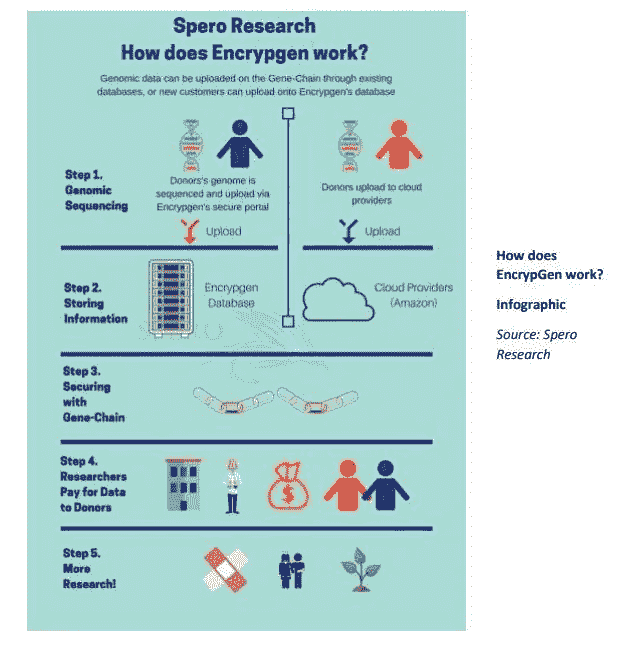 Spero Research
How does Encrypgen work?
Genomic data can be uploaded on the Gene-Chain through existing
databases, or new customers can upload onto Encrypgen's database
Step 1.
Genomic
Sequencing
Donors's genome is
sequenced and upload via
Encrypgen's secure portal
Upload
Donors upload to cloud
providers
Upload
Step 2.
Storing
Information
Encrypgen
Database
Cloud Providers
(Amazon)
Step 3.
Securing
with
Gene-Chain
Step 4.
Researchers
Pay for Data
to Donors
$
Step 5.
More
Research!
How does
EncrypGen work?
Infographic
Source: Spero
Research